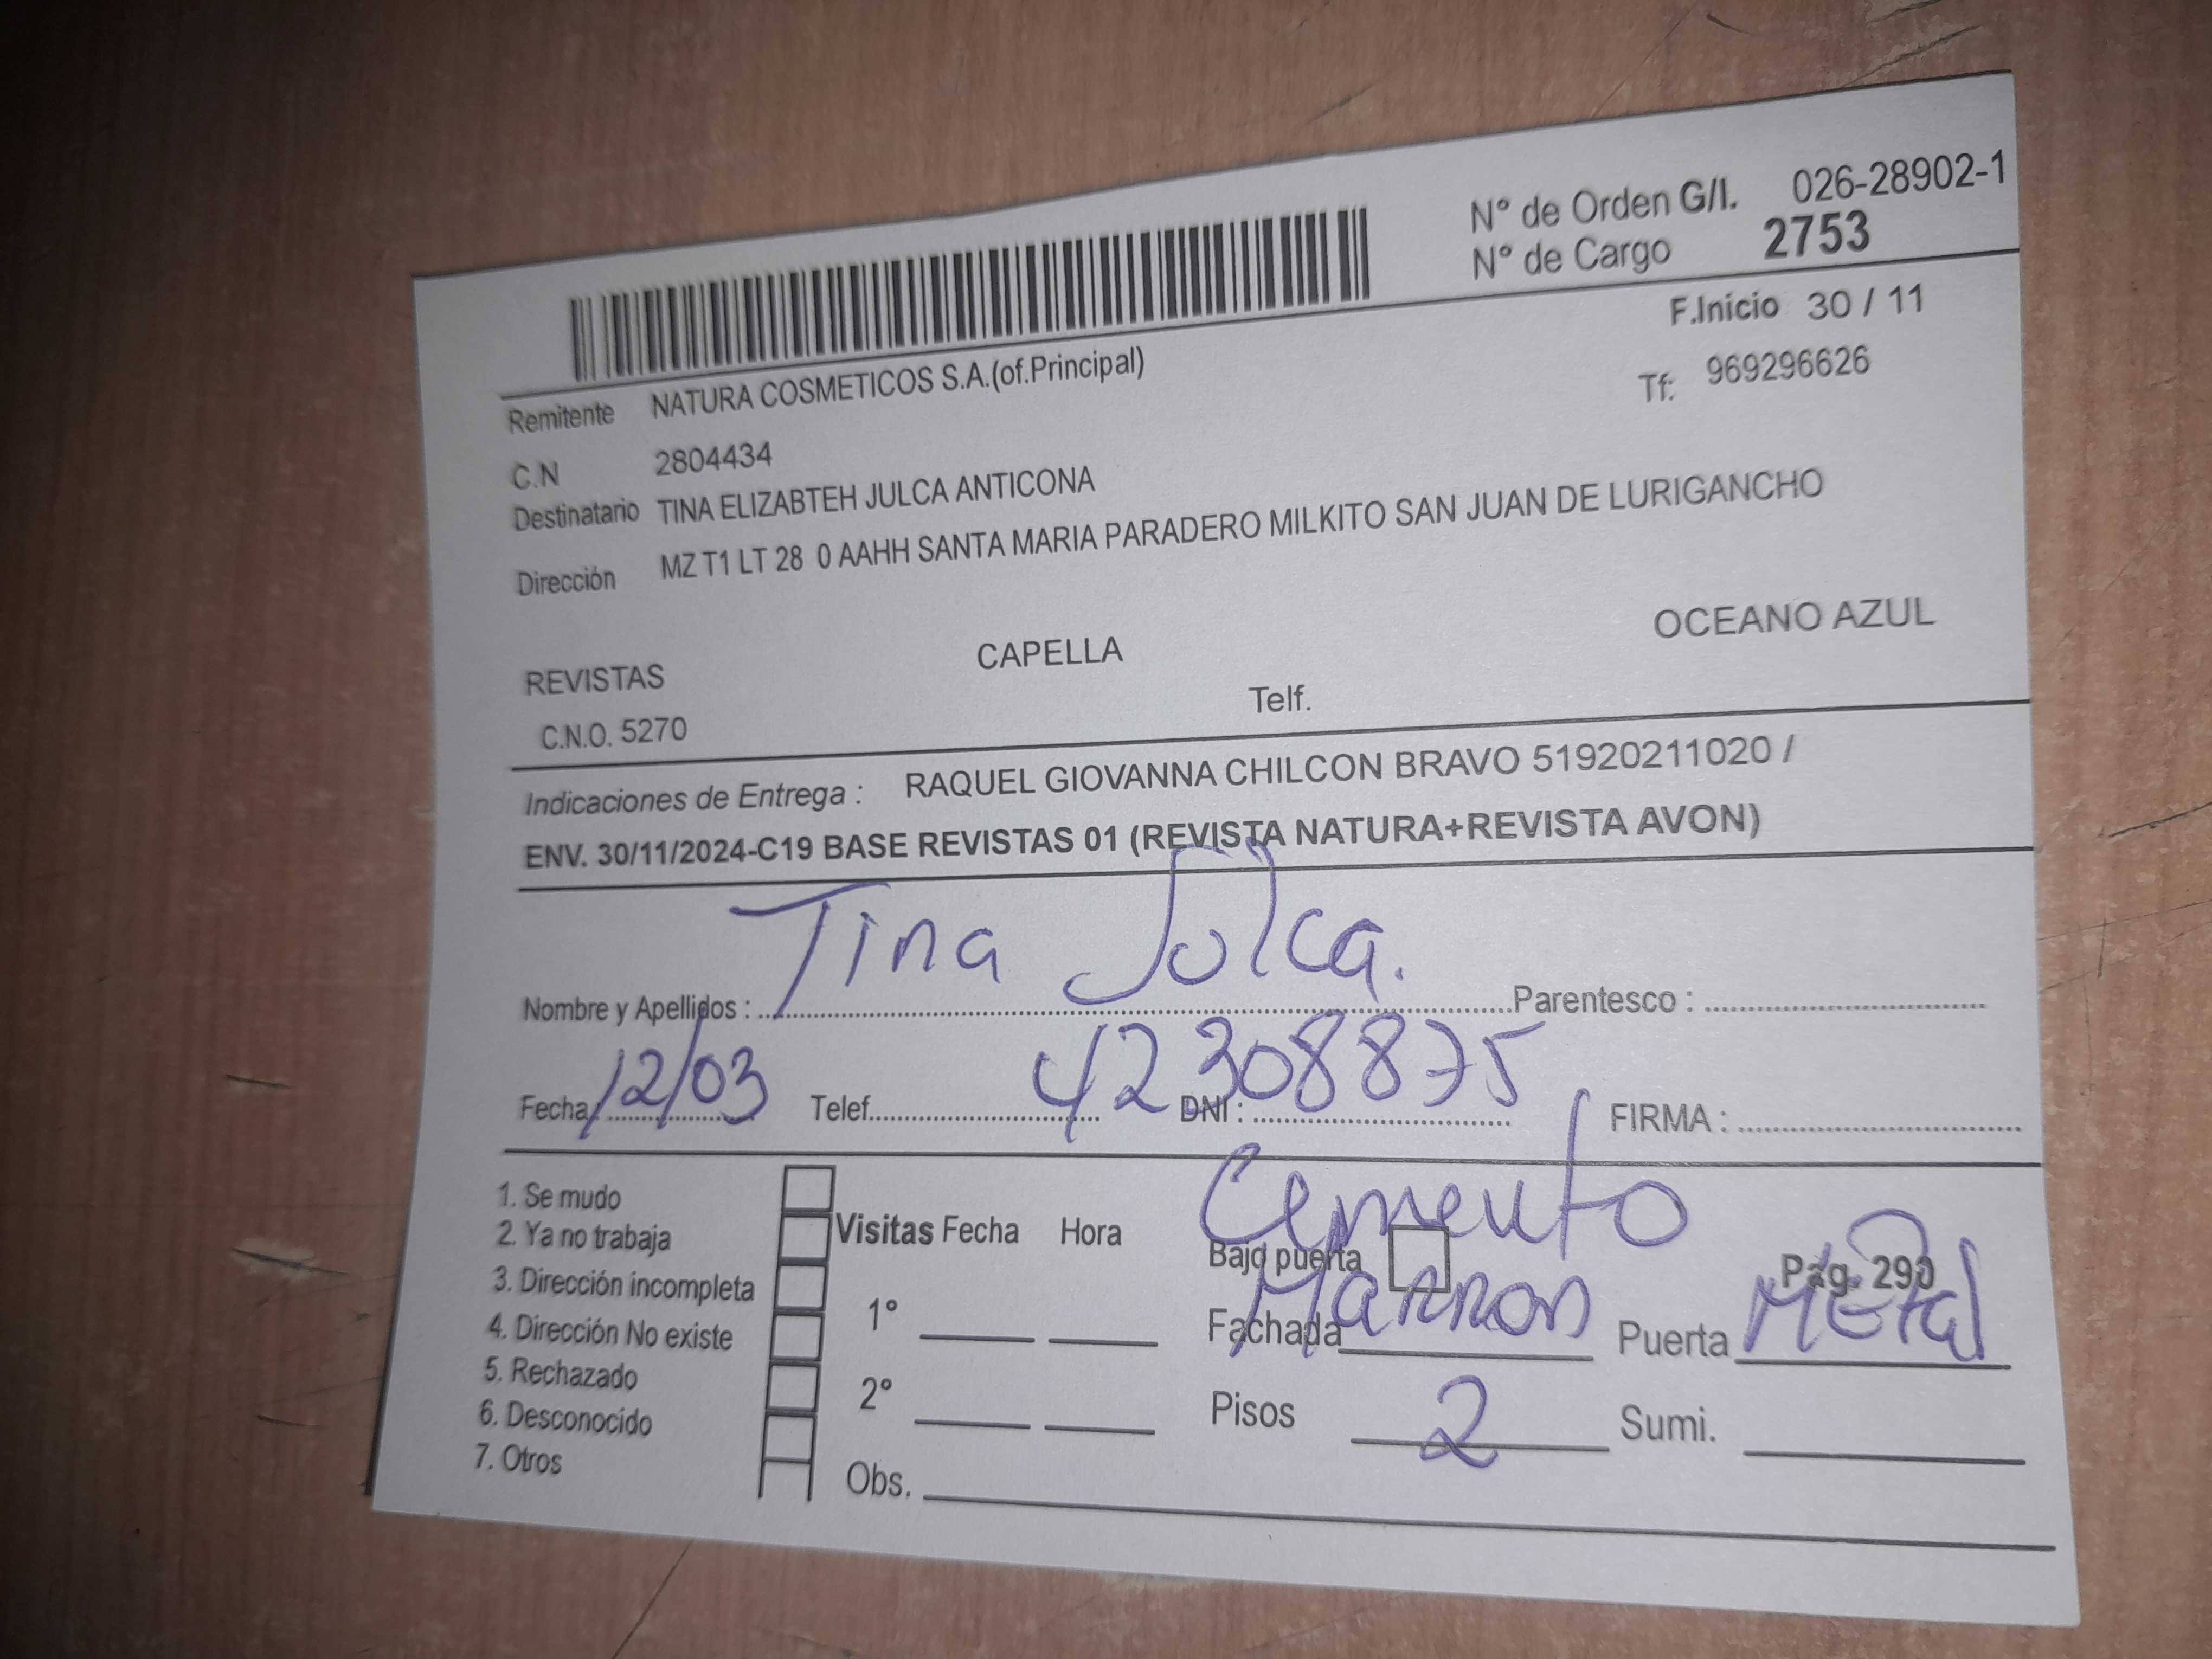 N° de Orden G/I. 026-28902-1
N° de Cargo 2753
F.Inicio 30 / 11
Remitente NATURA COSMETICOS S.A.(of.Principal)
Tf: 969296626
C.N 2804434
Destinatario TINA ELIZABTEH JULCA ANTICONA
Dirección MZ T1 LT 28 0 AAHH SANTA MARIA PARADERO MILKITO SAN JUAN DE LURIGANCHO
REVISTAS CAPELLA OCEANO AZUL
C.N.O. 5270 Telf.
Indicaciones de Entrega : RAQUEL GIOVANNA CHILCON BRAVO 51920211020 /
ENV. 30/11/2024-C19 BASE REVISTAS 01 (REVISTA NATURA+REVISTA AVON)
Nombre y Apellidos : Tina Julca. Parentesco :
Fecha 12/03 Telef. DNI : 42308875 FIRMA :
1. Se mudo
2. Ya no trabaja
3. Dirección incompleta
4. Dirección No existe
5. Rechazado
6. Desconocido
7. Otros
Visitas Fecha Hora
1°
2°
Obs.
Cemento
Bajo puerta Pág. 290
Fachada Marron Puerta Metal
Pisos 2 Sumi.